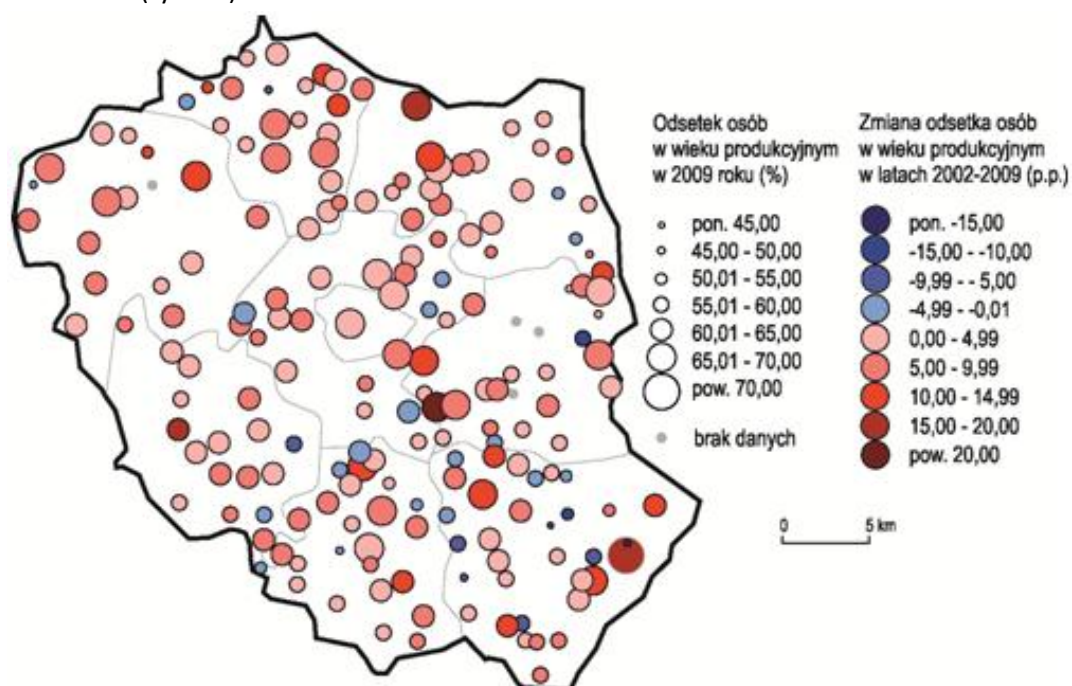 Odsetek osób
w wieku produkcyjnym
w 2009 roku (%)
pon. 45,00
45,00 - 50,00
50,01 - 55,00
55,01 - 60,00
60,01 - 65,00
65,01 - 70,00
pow. 70,00
brak danych
Zmiana odsetka osób
w wieku produkcyjnym
w latach 2002-2009 (p.p.)
pon. -15,00
-15,00 - -10,00
-9,99 - - 5,00
-4,99 - -0,01
0,00 - 4,99
5,00 - 9,99
10,00 - 14,99
15,00 - 20,00
pow. 20,00
0 5 km